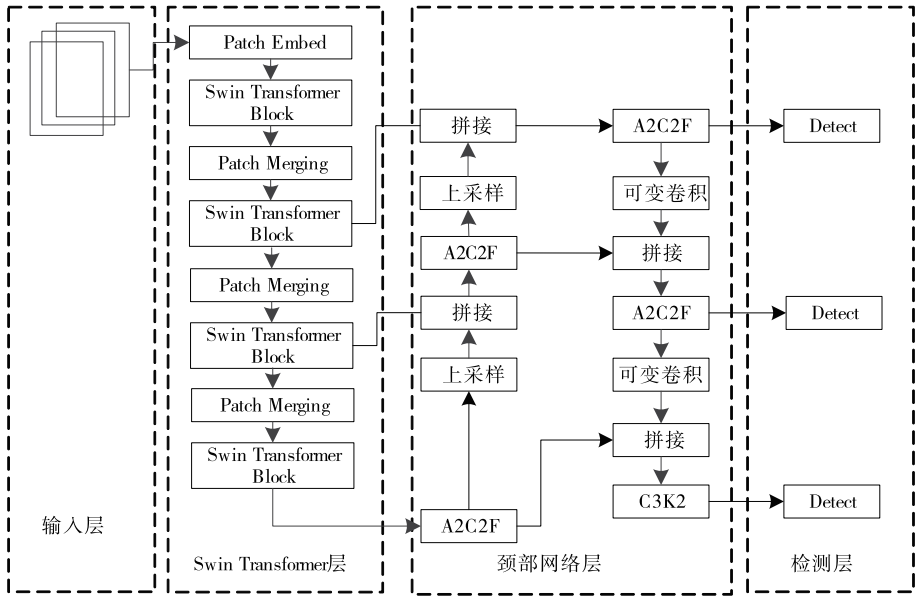 Patch Embed
Swin Transformer
Block
Patch Merging
Swin Transformer
Block
Patch Merging
Swin Transformer
Block
Patch Merging
Swin Transformer
Block
拼接
上采样
A2C2F
拼接
上采样
A2C2F
A2C2F
可变卷积
拼接
A2C2F
可变卷积
拼接
C3K2
Detect
Detect
Detect
输入层
Swin Transformer层
颈部网络层
检测层